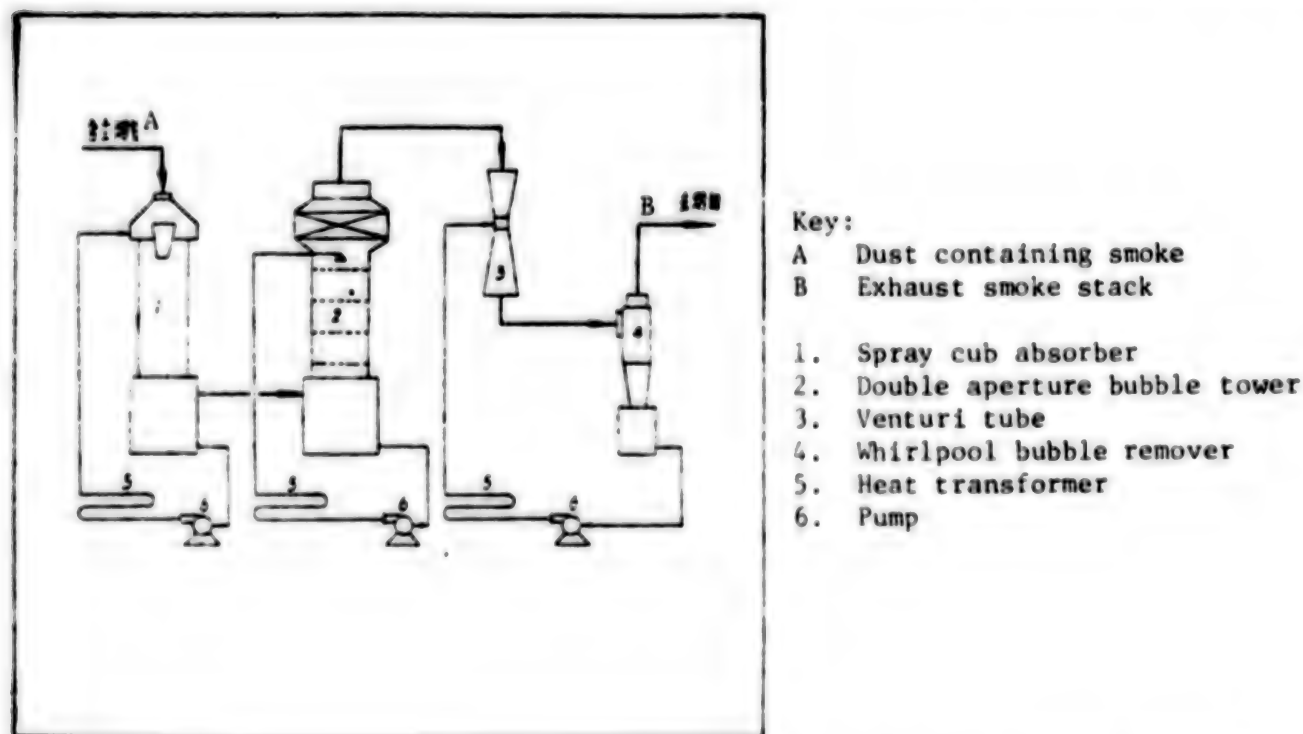 A
B
1
2
3
4
5
6
5
6
5
6
Key:
A Dust containing smoke
B Exhaust smoke stack
1. Spray cub absorber
2. Double aperture bubble tower
3. Venturi tube
4. Whirlpool bubble remover
5. Heat transformer
6. Pump